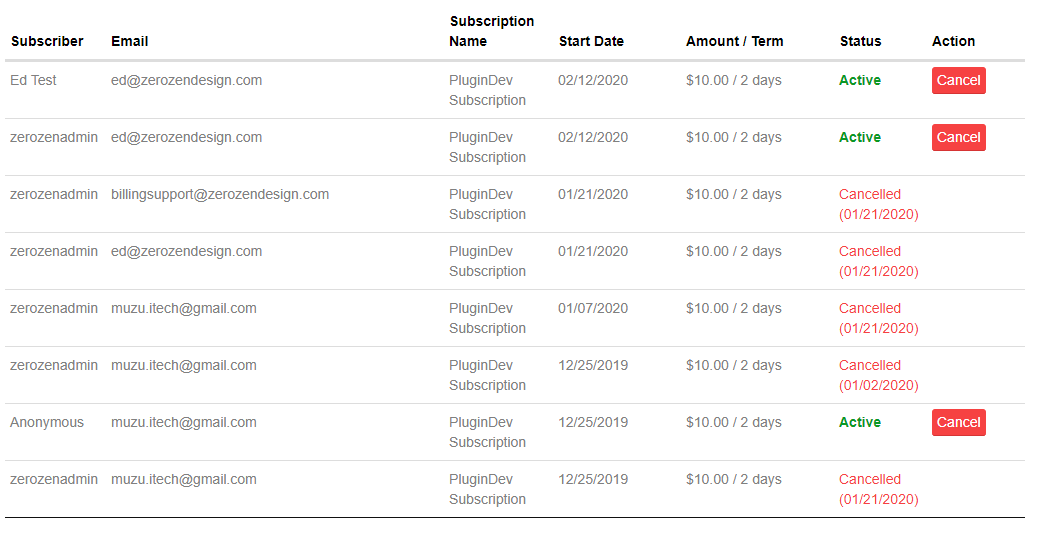 Subscriber Email Subscription Name Start Date Amount / Term Status Action
Ed Test ed@zerozendesign.com PluginDev Subscription 02/12/2020 $10.00 / 2 days Active Cancel
zerozenadmin ed@zerozendesign.com PluginDev Subscription 02/12/2020 $10.00 / 2 days Active Cancel
zerozenadmin billingsupport@zerozendesign.com PluginDev Subscription 01/21/2020 $10.00 / 2 days Cancelled (01/21/2020)
zerozenadmin ed@zerozendesign.com PluginDev Subscription 01/21/2020 $10.00 / 2 days Cancelled (01/21/2020)
zerozenadmin muzu.itech@gmail.com PluginDev Subscription 01/07/2020 $10.00 / 2 days Cancelled (01/21/2020)
zerozenadmin muzu.itech@gmail.com PluginDev Subscription 12/25/2019 $10.00 / 2 days Cancelled (01/02/2020)
Anonymous muzu.itech@gmail.com PluginDev Subscription 12/25/2019 $10.00 / 2 days Active Cancel
zerozenadmin muzu.itech@gmail.com PluginDev Subscription 12/25/2019 $10.00 / 2 days Cancelled (01/21/2020)